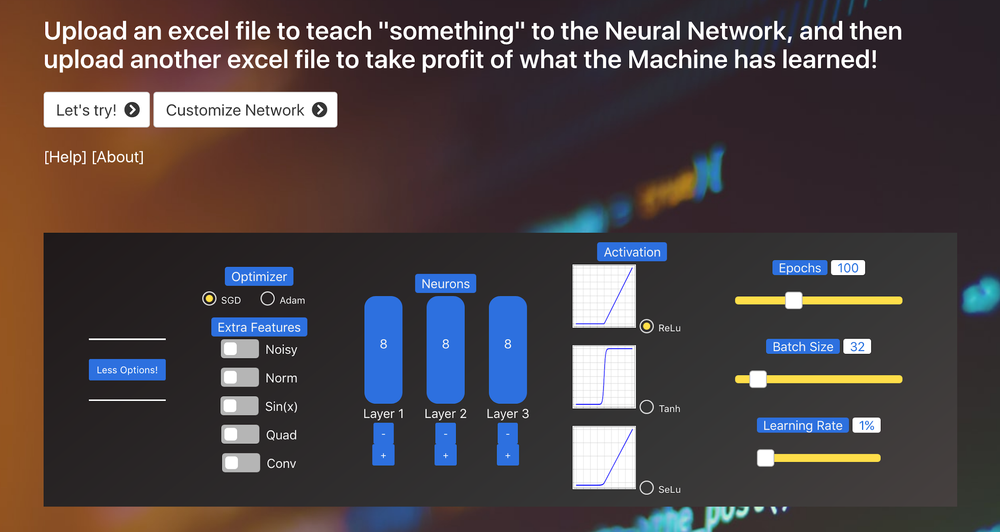 Upload an excel file to teach "something" to the Neural Network, and then
upload another excel file to take profit of what the Machine has learned!
Let's try!
Customize Network
[Help] [About]
Less Options!
Optimizer
SGD
Adam
Extra Features
Noisy
Norm
Sin(x)
Quad
Conv
Neurons
8
8
8
Layer 1
Layer 2
Layer 3
-
-
-
+
+
+
Activation
ReLu
Tanh
SeLu
Epochs 100
Batch Size 32
Learning Rate 1%